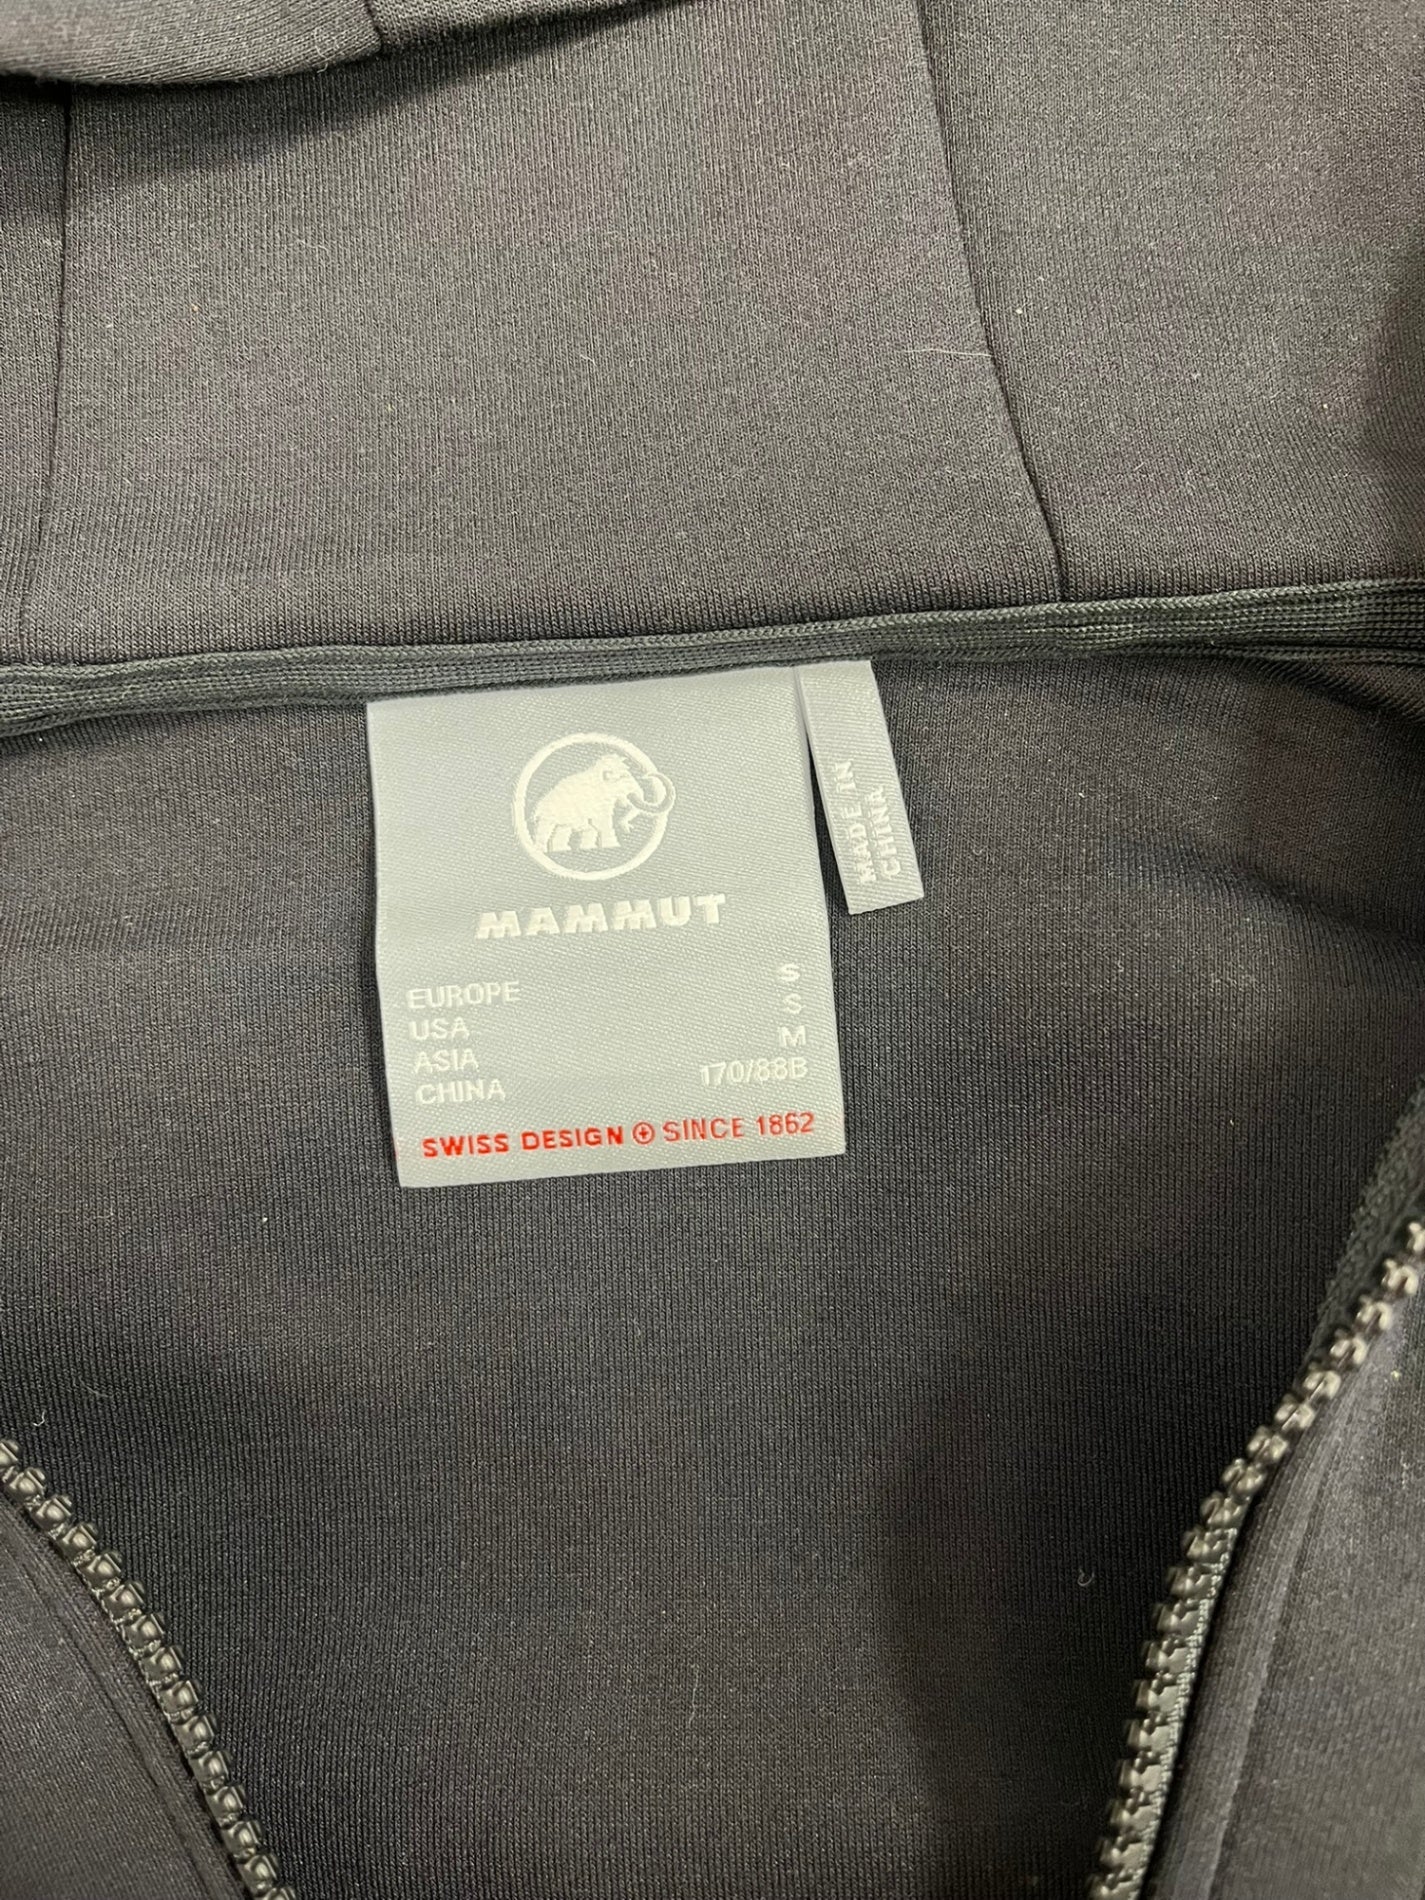 MAMMUT
EUROPE S
USA S
ASIA M
CHINA 170/88B
SWISS DESIGN SINCE 1862
MADE IN
CHINA